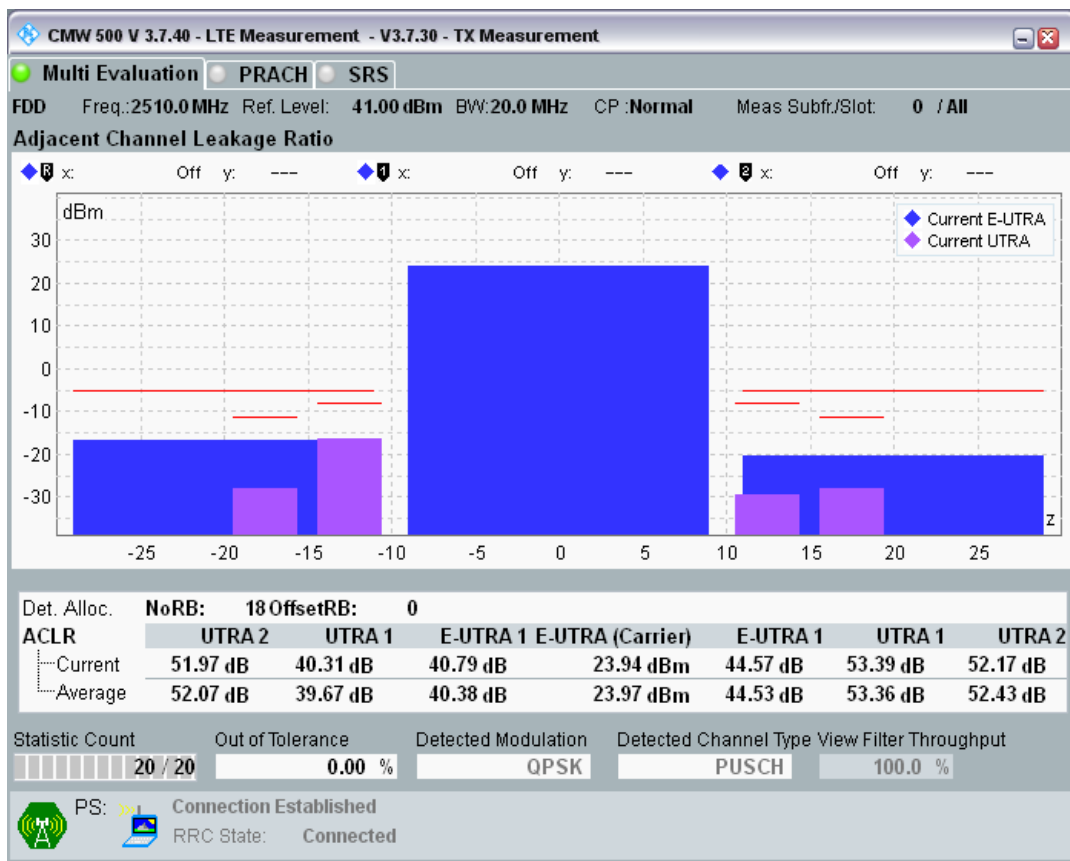 CMW 500 V 3.7.40 - LTE Measurement - V3.7.30 - TX Measurement
Multi Evaluation PRACH SRS
FDD Freq.:2510.0 MHz Ref. Level: 41.00 dBm BW:20.0 MHz CP :Normal Meas Subfr./Slot: 0 / All
Adjacent Channel Leakage Ratio
R x: Off y: --- 1 x: Off y: --- 2 x: Off y: ---
dBm
Current E-UTRA
Current UTRA
30
20
10
0
-10
-20
-30
z
-25 -20 -15 -10 -5 0 5 10 15 20 25
Det. Alloc. NoRB: 18 OffsetRB: 0
ACLR UTRA 2 UTRA 1 E-UTRA 1 E-UTRA (Carrier) E-UTRA 1 UTRA 1 UTRA 2
Current 51.97 dB 40.31 dB 40.79 dB 23.94 dBm 44.57 dB 53.39 dB 52.17 dB
Average 52.07 dB 39.67 dB 40.38 dB 23.97 dBm 44.53 dB 53.36 dB 52.43 dB
Statistic Count Out of Tolerance Detected Modulation Detected Channel Type View Filter Throughput
20 / 20 0.00 % QPSK PUSCH 100.0 %
PS: Connection Established
RRC State: Connected